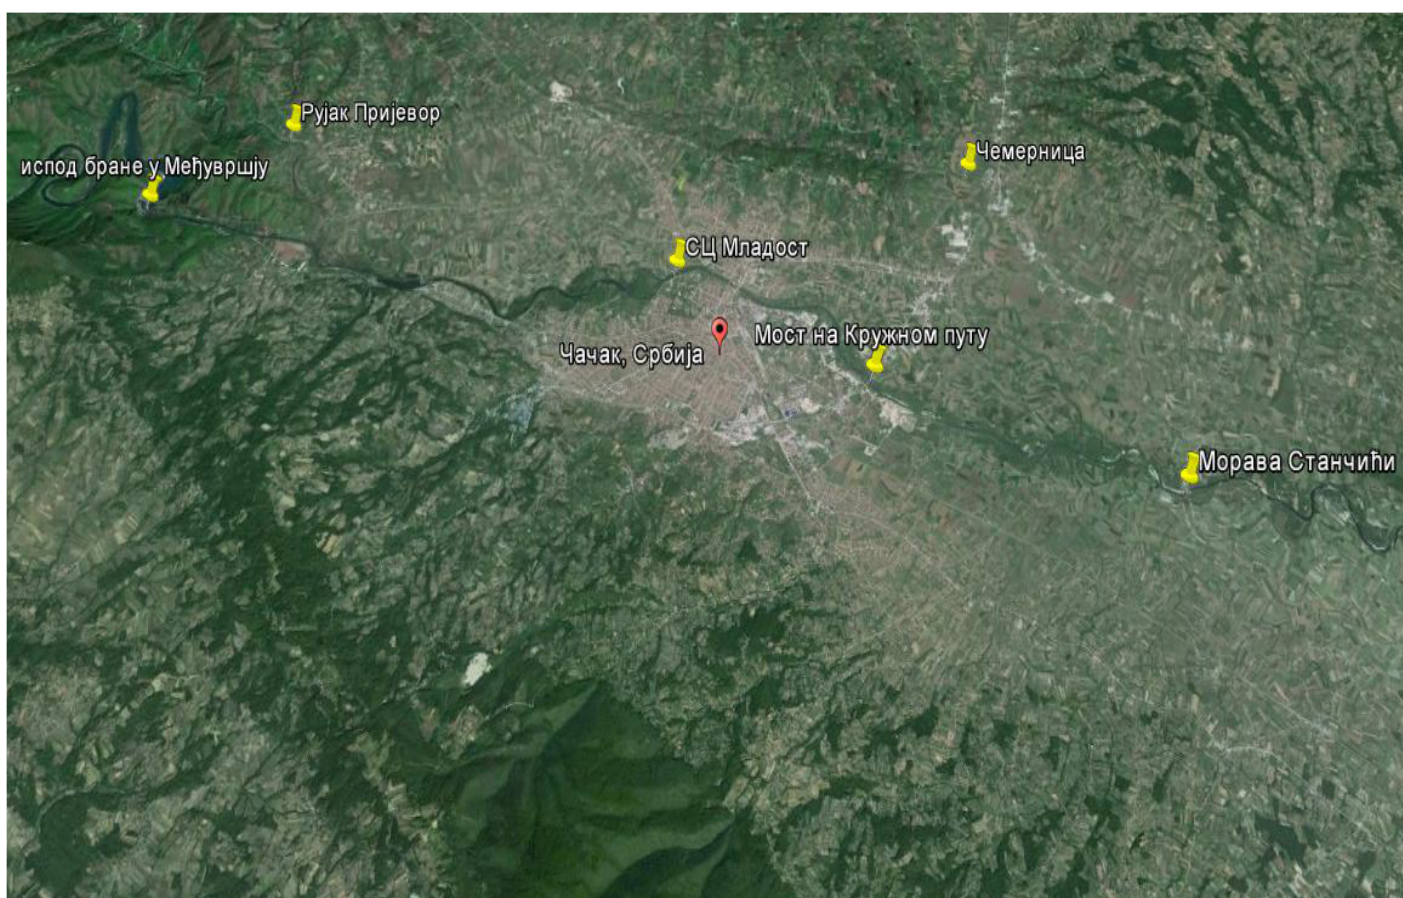 Рујак Пријевор
Чемерница
испод бране у Међувршју
СЦ Младост
Мост на Кружном путу
Чачак, Србија
Морава Станчићи